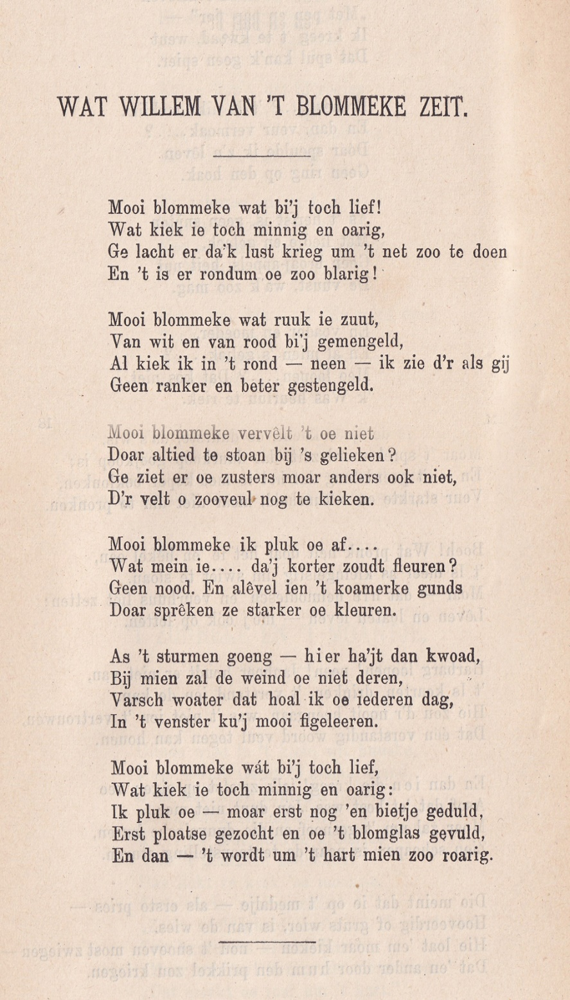 WAT WILLEM VAN 'T BLOMMEKE ZEIT.
Mooi blommeke wat bi'j toch lief!
Wat kiek ie toch minnig en oarig,
Ge lacht er da'k lust krieg um 't net zoo te doen
En 't is er rondum oe zoo blarig!
Mooi blommeke wat ruuk ie zuut,
Van wit en van rood bi'j gemengeld,
Al kiek ik in 't rond — neen — ik zie d'r als gij
Geen ranker en beter gestengeld.
Mooi blommeke vervêlt 't oe niet
Doar altied te stoan bij 's gelieken?
Ge ziet er oe zusters moar anders ook niet,
D'r velt o zooveul nog te kieken.
Mooi blommeke ik pluk oe af....
Wat mein ie.... da'j korter zoudt fleuren?
Geen nood. En alêvel ien 't koamerke gunds
Doar sprêken ze starker oe kleuren.
As 't sturmen goeng — hier ha'jt dan kwoad,
Bij mien zal de weind oe niet deren,
Varsch woater dat hoal ik oe iederen dag,
In 't venster ku'j mooi figeleeren.
Mooi blommeke wát bi'j toch lief,
Wat kiek ie toch minnig en oarig:
Ik pluk oe — moar erst nog 'en bietje geduld,
Erst ploatse gezocht en oe 't blomglas gevuld,
En dan — 't wordt um 't hart mien zoo roarig.